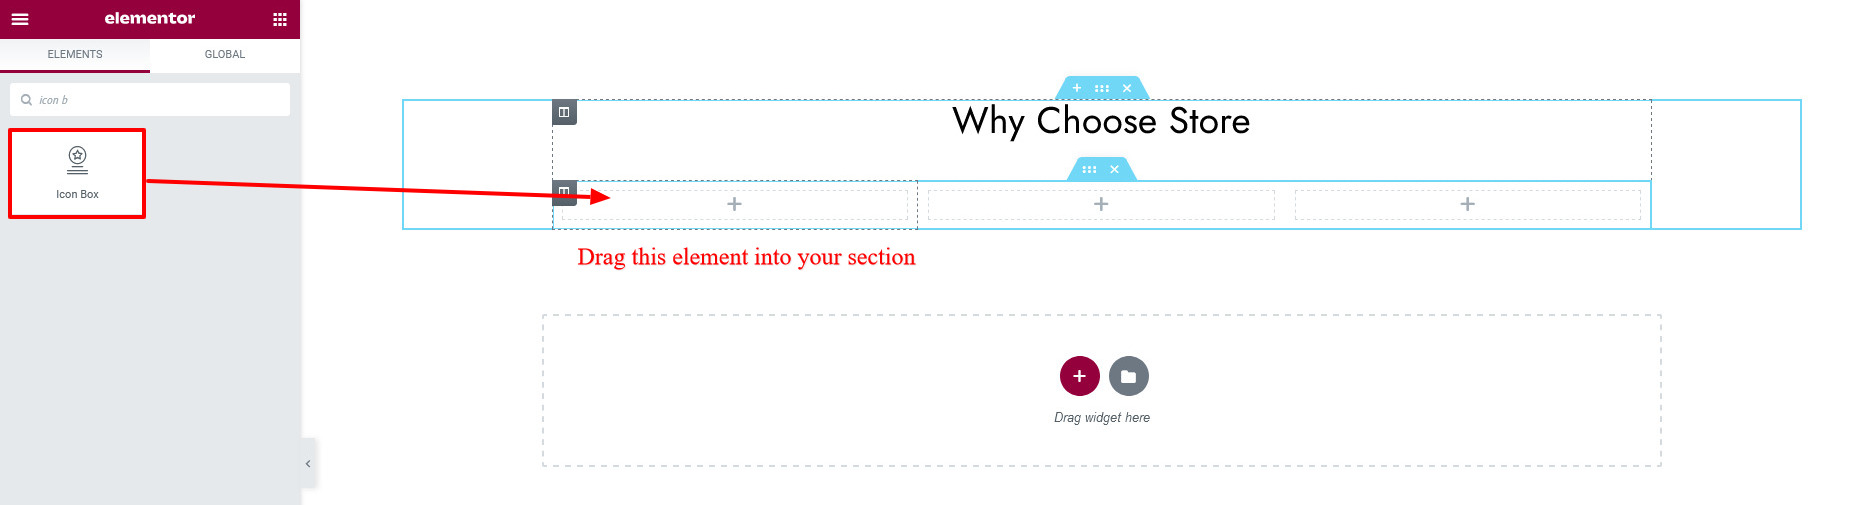 elementor
ELEMENTS
GLOBAL
icon b
Icon Box
Why Choose Store
Drag this element into your section
Drag widget here